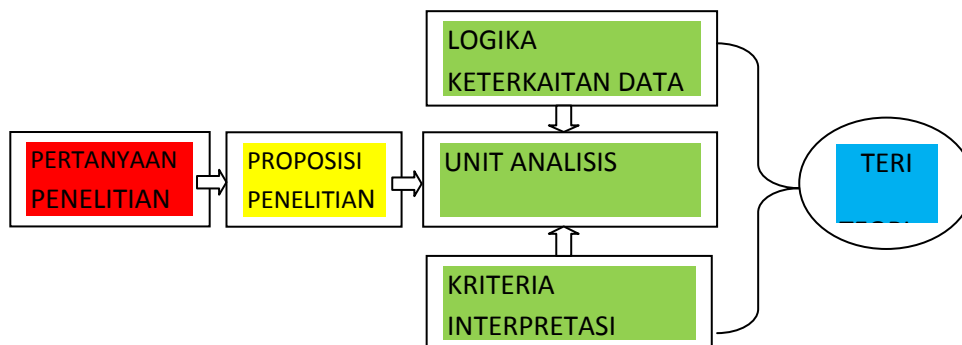 LOGIKA
KETERKAITAN DATA
PERTANYAAN
PENELITIAN
PROPOSISI
PENELITIAN
UNIT ANALISIS
TERI
KRITERIA
INTERPRETASI